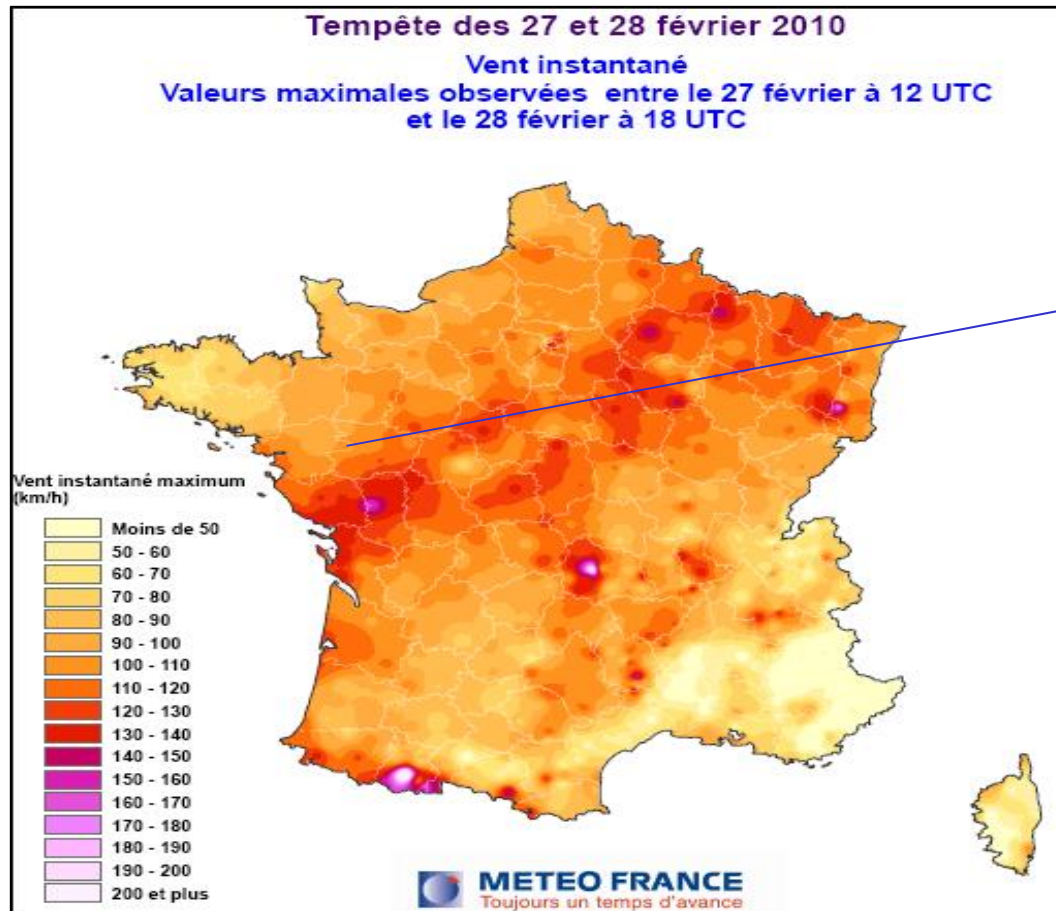 Tempête des 27 et 28 février 2010
Vent instantané
Valeurs maximales observées entre le 27 février à 12 UTC
et le 28 février à 18 UTC
Vent instantané maximum
(km/h)
Moins de 50
50 - 60
60 - 70
70 - 80
80 - 90
90 - 100
100 - 110
110 - 120
120 - 130
130 - 140
140 - 150
150 - 160
160 - 170
170 - 180
180 - 190
190 - 200
200 et plus
METEO FRANCE
Toujours un temps d'avance